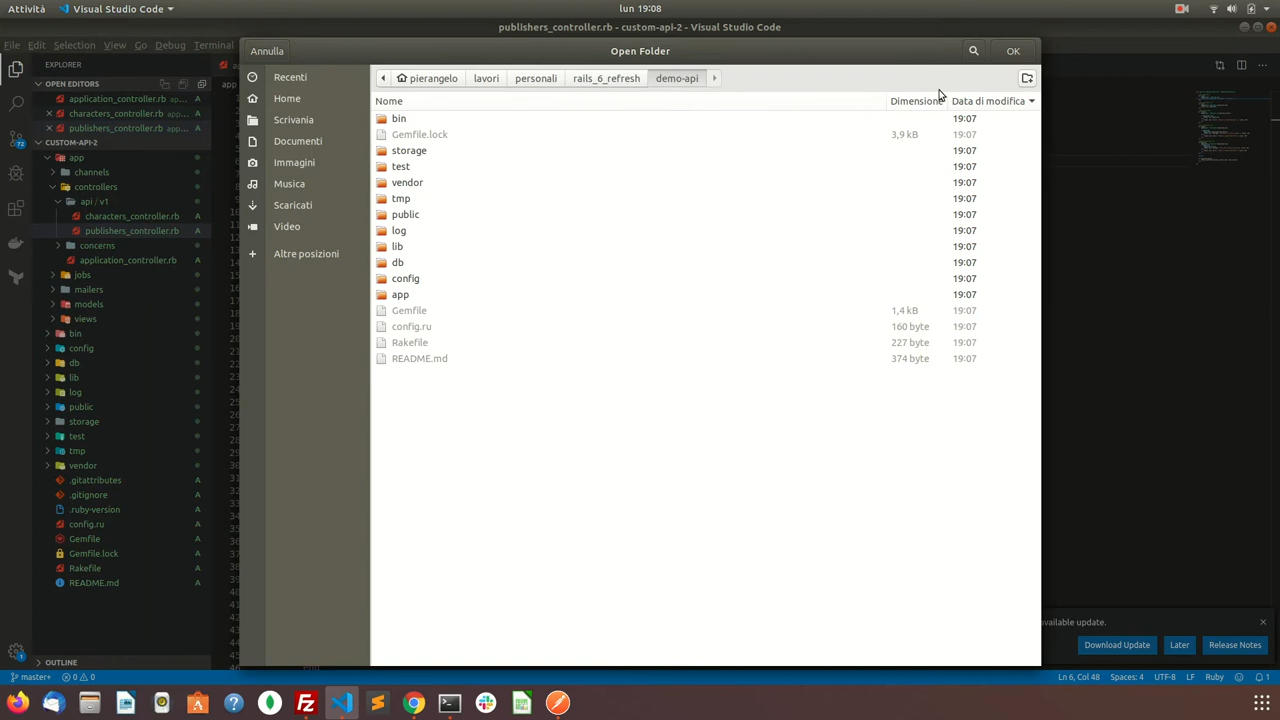 Attività
Visual Studio Code
lun 19:08
publishers_controller.rb - custom-api-2 - Visual Studio Code
File Edit Selection View Go Debug Terminal
Annulla
Open Folder
OK
EXPLORER
OPEN EDITORS
application_controller.rb app...
characters_controller.rb app...
publishers_controller.rb app...
CUSTOM-API-2
app
channels
controllers
api / v1
characters_controller.rb A
publishers_controller.rb A
concerns
application_controller.rb A
jobs
mailers
models
views
bin
config
db
lib
log
public
storage
test
tmp
vendor
.gitattributes A
.gitignore A
.ruby-version A
config.ru A
Gemfile A
Gemfile.lock A
Rakefile A
README.md A
OUTLINE
Recenti
Home
Scrivania
Documenti
Immagini
Musica
Scaricati
Video
Altre posizioni
pierangelo lavori personali rails_6_refresh demo-api
Nome Dimensione Data di modifica
bin 19:07
Gemfile.lock 3,9 kB 19:07
storage 19:07
test 19:07
vendor 19:07
tmp 19:07
public 19:07
log 19:07
lib 19:07
db 19:07
config 19:07
app 19:07
Gemfile 1,4 kB 19:07
config.ru 160 byte 19:07
Rakefile 227 byte 19:07
README.md 374 byte 19:07
available update.
Download Update Later Release Notes
master+ 0 0
Ln 6, Col 48 Spaces: 4 UTF-8 LF Ruby 1